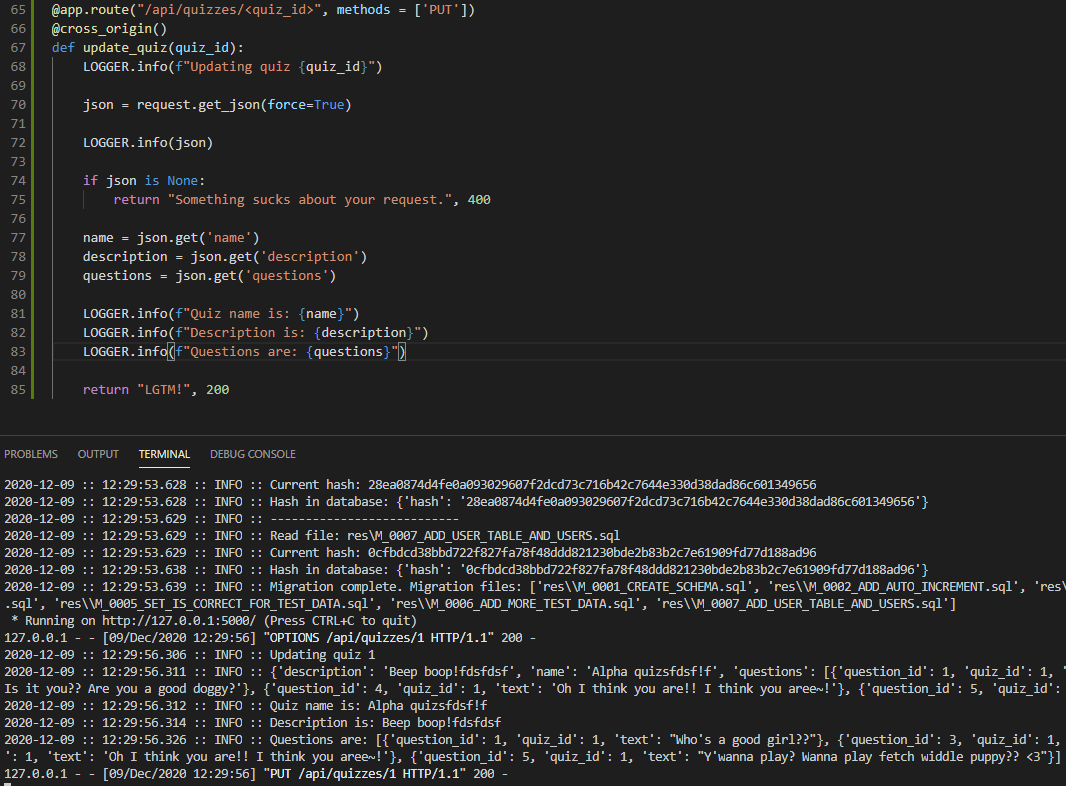 65 @app.route("/api/quizzes/<quiz_id>", methods = ['PUT'])
66 @cross_origin()
67 def update_quiz(quiz_id):
68 LOGGER.info(f"Updating quiz {quiz_id}")
69
70 json = request.get_json(force=True)
71
72 LOGGER.info(json)
73
74 if json is None:
75 return "Something sucks about your request.", 400
76
77 name = json.get('name')
78 description = json.get('description')
79 questions = json.get('questions')
80
81 LOGGER.info(f"Quiz name is: {name}")
82 LOGGER.info(f"Description is: {description}")
83 LOGGER.info(f"Questions are: {questions}")
84
85 return "LGTM!", 200
PROBLEMS OUTPUT TERMINAL DEBUG CONSOLE
2020-12-09 :: 12:29:53.628 :: INFO :: Current hash: 28ea0874d4fe0a093029607f2dcd73c716b42c7644e330d38dad86c601349656
2020-12-09 :: 12:29:53.628 :: INFO :: Hash in database: {'hash': '28ea0874d4fe0a093029607f2dcd73c716b42c7644e330d38dad86c601349656'}
2020-12-09 :: 12:29:53.629 :: INFO :: ---------------------------
2020-12-09 :: 12:29:53.629 :: INFO :: Read file: res\M_0007_ADD_USER_TABLE_AND_USERS.sql
2020-12-09 :: 12:29:53.629 :: INFO :: Current hash: 0cfbdcd38bbd722f827fa78f48ddd821230bde2b83b2c7e61909fd77d188ad96
2020-12-09 :: 12:29:53.638 :: INFO :: Hash in database: {'hash': '0cfbdcd38bbd722f827fa78f48ddd821230bde2b83b2c7e61909fd77d188ad96'}
2020-12-09 :: 12:29:53.639 :: INFO :: Migration complete. Migration files: ['res\\M_0001_CREATE_SCHEMA.sql', 'res\\M_0002_ADD_AUTO_INCREMENT.sql', 'res\
.sql', 'res\\M_0005_SET_IS_CORRECT_FOR_TEST_DATA.sql', 'res\\M_0006_ADD_MORE_TEST_DATA.sql', 'res\\M_0007_ADD_USER_TABLE_AND_USERS.sql']
* Running on http://127.0.0.1:5000/ (Press CTRL+C to quit)
127.0.0.1 - - [09/Dec/2020 12:29:56] "OPTIONS /api/quizzes/1 HTTP/1.1" 200 -
2020-12-09 :: 12:29:56.306 :: INFO :: Updating quiz 1
2020-12-09 :: 12:29:56.311 :: INFO :: {'description': 'Beep boop!fdsfdsf', 'name': 'Alpha quizsfdsf!f', 'questions': [{'question_id': 1, 'quiz_id': 1, '
Is it you?? Are you a good doggy?'}, {'question_id': 4, 'quiz_id': 1, 'text': 'Oh I think you are!! I think you aree~!'}, {'question_id': 5, 'quiz_id':
2020-12-09 :: 12:29:56.312 :: INFO :: Quiz name is: Alpha quizsfdsf!f
2020-12-09 :: 12:29:56.314 :: INFO :: Description is: Beep boop!fdsfdsf
2020-12-09 :: 12:29:56.326 :: INFO :: Questions are: [{'question_id': 1, 'quiz_id': 1, 'text': "Who's a good girl??"}, {'question_id': 3, 'quiz_id': 1,
': 1, 'text': 'Oh I think you are!! I think you aree~!'}, {'question_id': 5, 'quiz_id': 1, 'text': "Y'wanna play? Wanna play fetch widdle puppy?? <3"}]
127.0.0.1 - - [09/Dec/2020 12:29:56] "PUT /api/quizzes/1 HTTP/1.1" 200 -